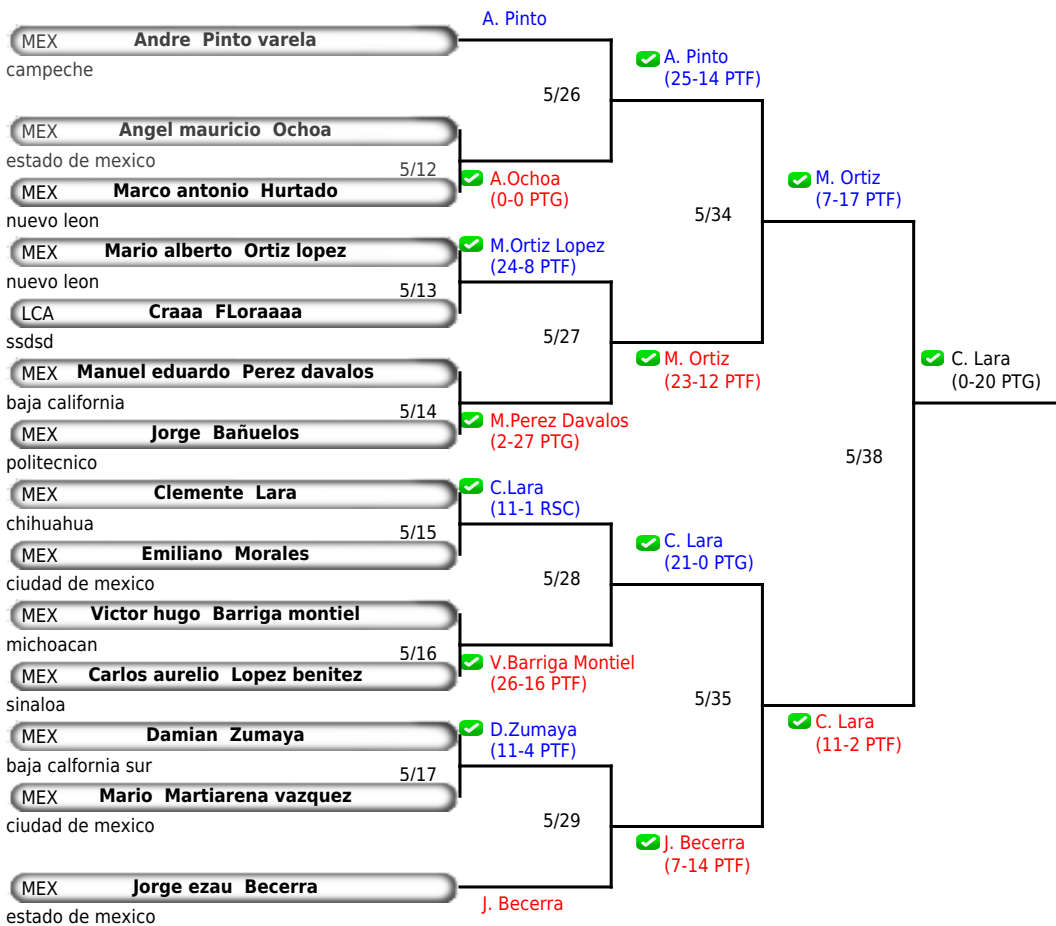 A. Pinto
MEX Andre Pinto varela
campeche
A. Pinto
(25-14 PTF)
5/26
MEX Angel mauricio Ochoa
estado de mexico
5/12
MEX Marco antonio Hurtado
nuevo leon
A.Ochoa
(0-0 PTG)
M. Ortiz
(7-17 PTF)
5/34
MEX Mario alberto Ortiz lopez
nuevo leon
M.Ortiz Lopez
(24-8 PTF)
5/13
LCA Craaa FLoraaaa
ssdsd
5/27
M. Ortiz
(23-12 PTF)
C. Lara
(0-20 PTG)
MEX Manuel eduardo Perez davalos
baja california
5/14
MEX Jorge Bañuelos
politecnico
M.Perez Davalos
(2-27 PTG)
5/38
MEX Clemente Lara
chihuahua
C.Lara
(11-1 RSC)
5/15
MEX Emiliano Morales
ciudad de mexico
C. Lara
(21-0 PTG)
5/28
MEX Victor hugo Barriga montiel
michoacan
5/16
MEX Carlos aurelio Lopez benitez
sinaloa
V.Barriga Montiel
(26-16 PTF)
5/35
MEX Damian Zumaya
baja calfornia sur
D.Zumaya
(11-4 PTF)
C. Lara
(11-2 PTF)
5/17
MEX Mario Martiarena vazquez
ciudad de mexico
5/29
J. Becerra
(7-14 PTF)
MEX Jorge ezau Becerra
estado de mexico
J. Becerra